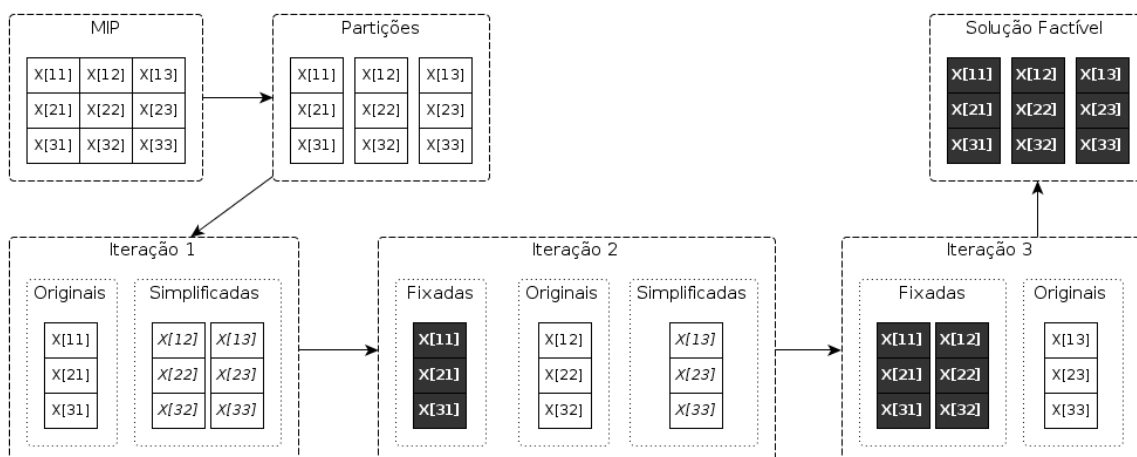 MIP
X[11] X[12] X[13]
X[21] X[22] X[23]
X[31] X[32] X[33]
Partições
X[11] X[12] X[13]
X[21] X[22] X[23]
X[31] X[32] X[33]
Iteração 1
Originais Simplificadas
X[11] X[12] X[13]
X[21] X[22] X[23]
X[31] X[32] X[33]
Iteração 2
Fixadas Originais Simplificadas
X[11] X[12] X[13]
X[21] X[22] X[23]
X[31] X[32] X[33]
Iteração 3
Fixadas Originais
X[11] X[12] X[13]
X[21] X[22] X[23]
X[31] X[32] X[33]
Solução Factível
X[11] X[12] X[13]
X[21] X[22] X[23]
X[31] X[32] X[33]